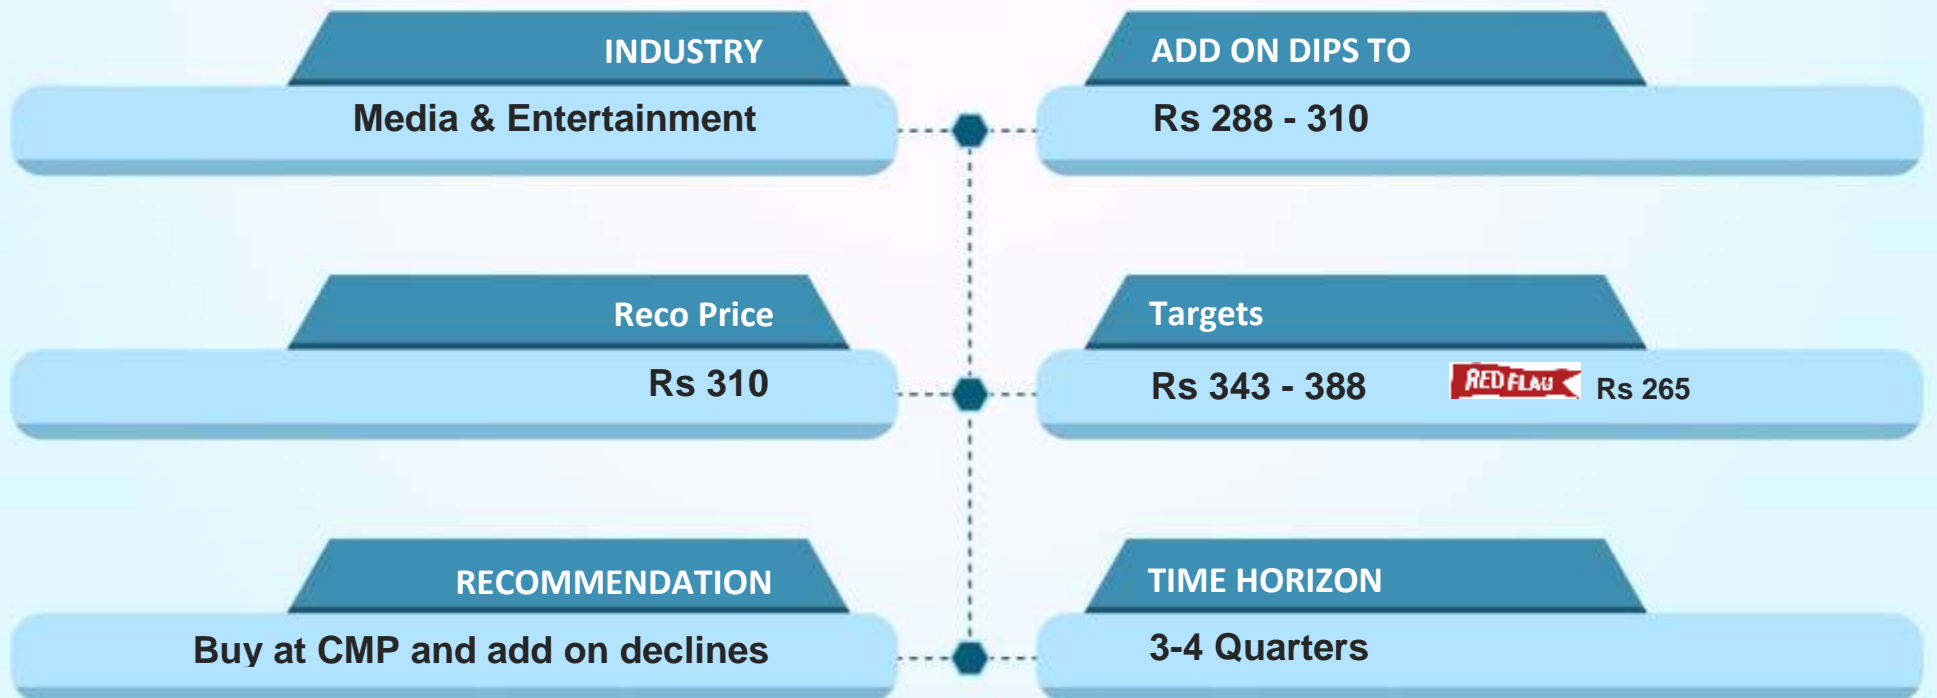 INDUSTRY
Media & Entertainment
ADD ON DIPS TO
Rs 288 - 310
Reco Price
Rs 310
Targets
Rs 343 - 388
RED FLAG
Rs 265
RECOMMENDATION
Buy at CMP and add on declines
TIME HORIZON
3-4 Quarters